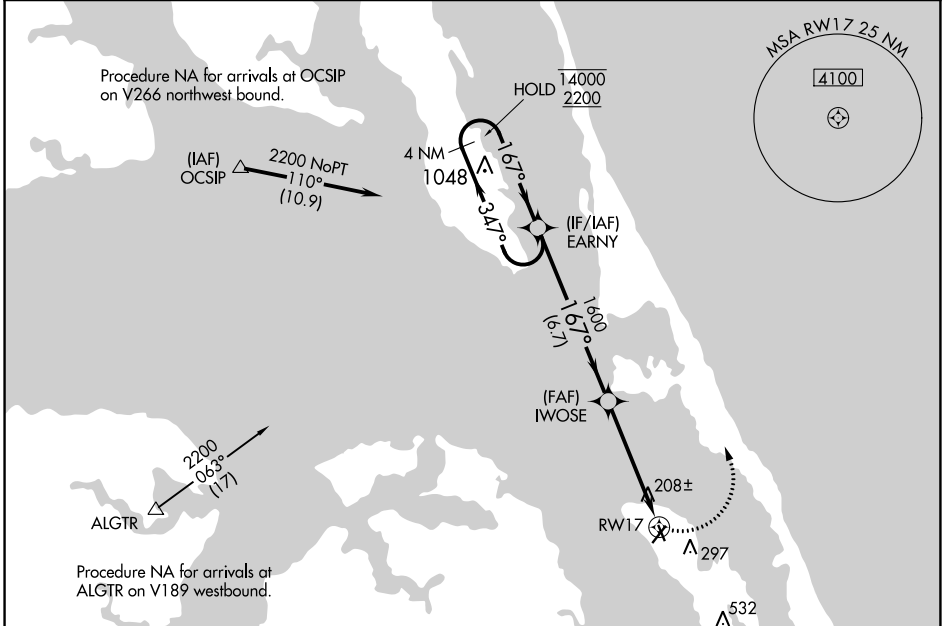 MSA RW17 25 NM
4100
Procedure NA for arrivals at OCSIP
on V266 northwest bound.
HOLD 14000
2200
4 NM
1048
167°
347°
(IAF)
OCSIP
2200 NoPT
110°
(10.9)
(IF/IAF)
EARNY
1600
167°
(6.7)
(FAF)
IWOSE
2200
063°
(17)
ALGTR
208±
RW17
297
Procedure NA for arrivals at
ALGTR on V189 westbound.
532